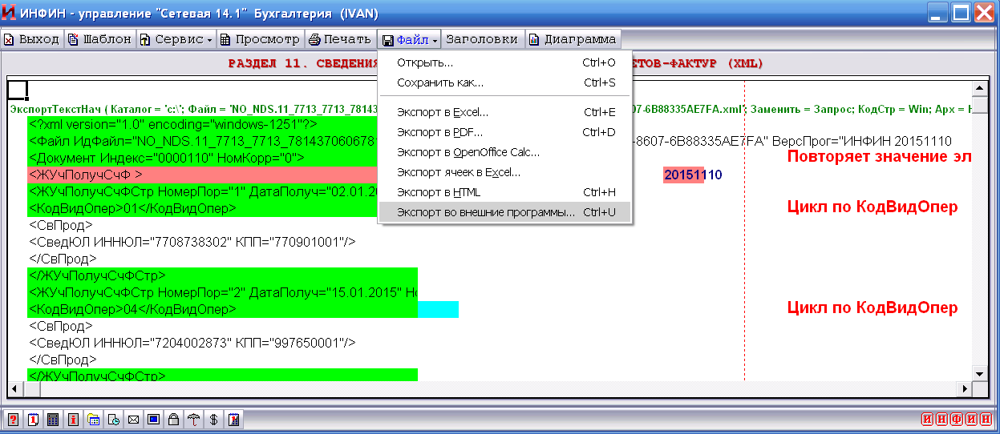 ИНФИН - управление "Сетевая 14.1" Бухгалтерия (IVAN)
Выход Шаблон Сервис Просмотр Печать Файл Заголовки Диаграмма
РАЗДЕЛ 11. СВЕДЕНИЯ ЕТОВ-ФАКТУР (XML)
Открыть... Ctrl+O
Сохранить как... Ctrl+S
Экспорт в Excel... Ctrl+E
Экспорт в PDF... Ctrl+D
Экспорт в OpenOffice Calc...
Экспорт ячеек в Excel...
Экспорт в HTML Ctrl+H
Экспорт во внешние программы... Ctrl+U
ЭкспортТекстНач ( Каталог = 'c:\'; Файл = 'NO_NDS.11_7713_7713_78143 07-6B88335AE7FA.xml'; Заменить = Запрос; КодСтр = Win; Арх = Н
<?xml version="1.0" encoding="windows-1251"?>
<Файл ИдФайл="NO_NDS.11_7713_7713_781437060678 -8607-6B88335AE7FA" ВерсПрог="ИНФИН 20151110
<Документ Индекс="0000110" НомКорр="0"> Повторяет значение эл
<ЖУчПолучСчФ > 20151110
<ЖУчПолучСчФСтр НомерПор="1" ДатаПолуч="02.01.20
<КодВидОпер>01</КодВидОпер> Цикл по КодВидОпер
<СвПрод>
<СведЮЛ ИННЮЛ="7708738302" КПП="770901001"/>
</СвПрод>
</ЖУчПолучСчФСтр>
<ЖУчПолучСчФСтр НомерПор="2" ДатаПолуч="15.01.2015" Но
<КодВидОпер>04</КодВидОпер> Цикл по КодВидОпер
<СвПрод>
<СведЮЛ ИННЮЛ="7204002873" КПП="997650001"/>
</СвПрод>
</ЖУчПолучСчФСтр>
ИНФИН